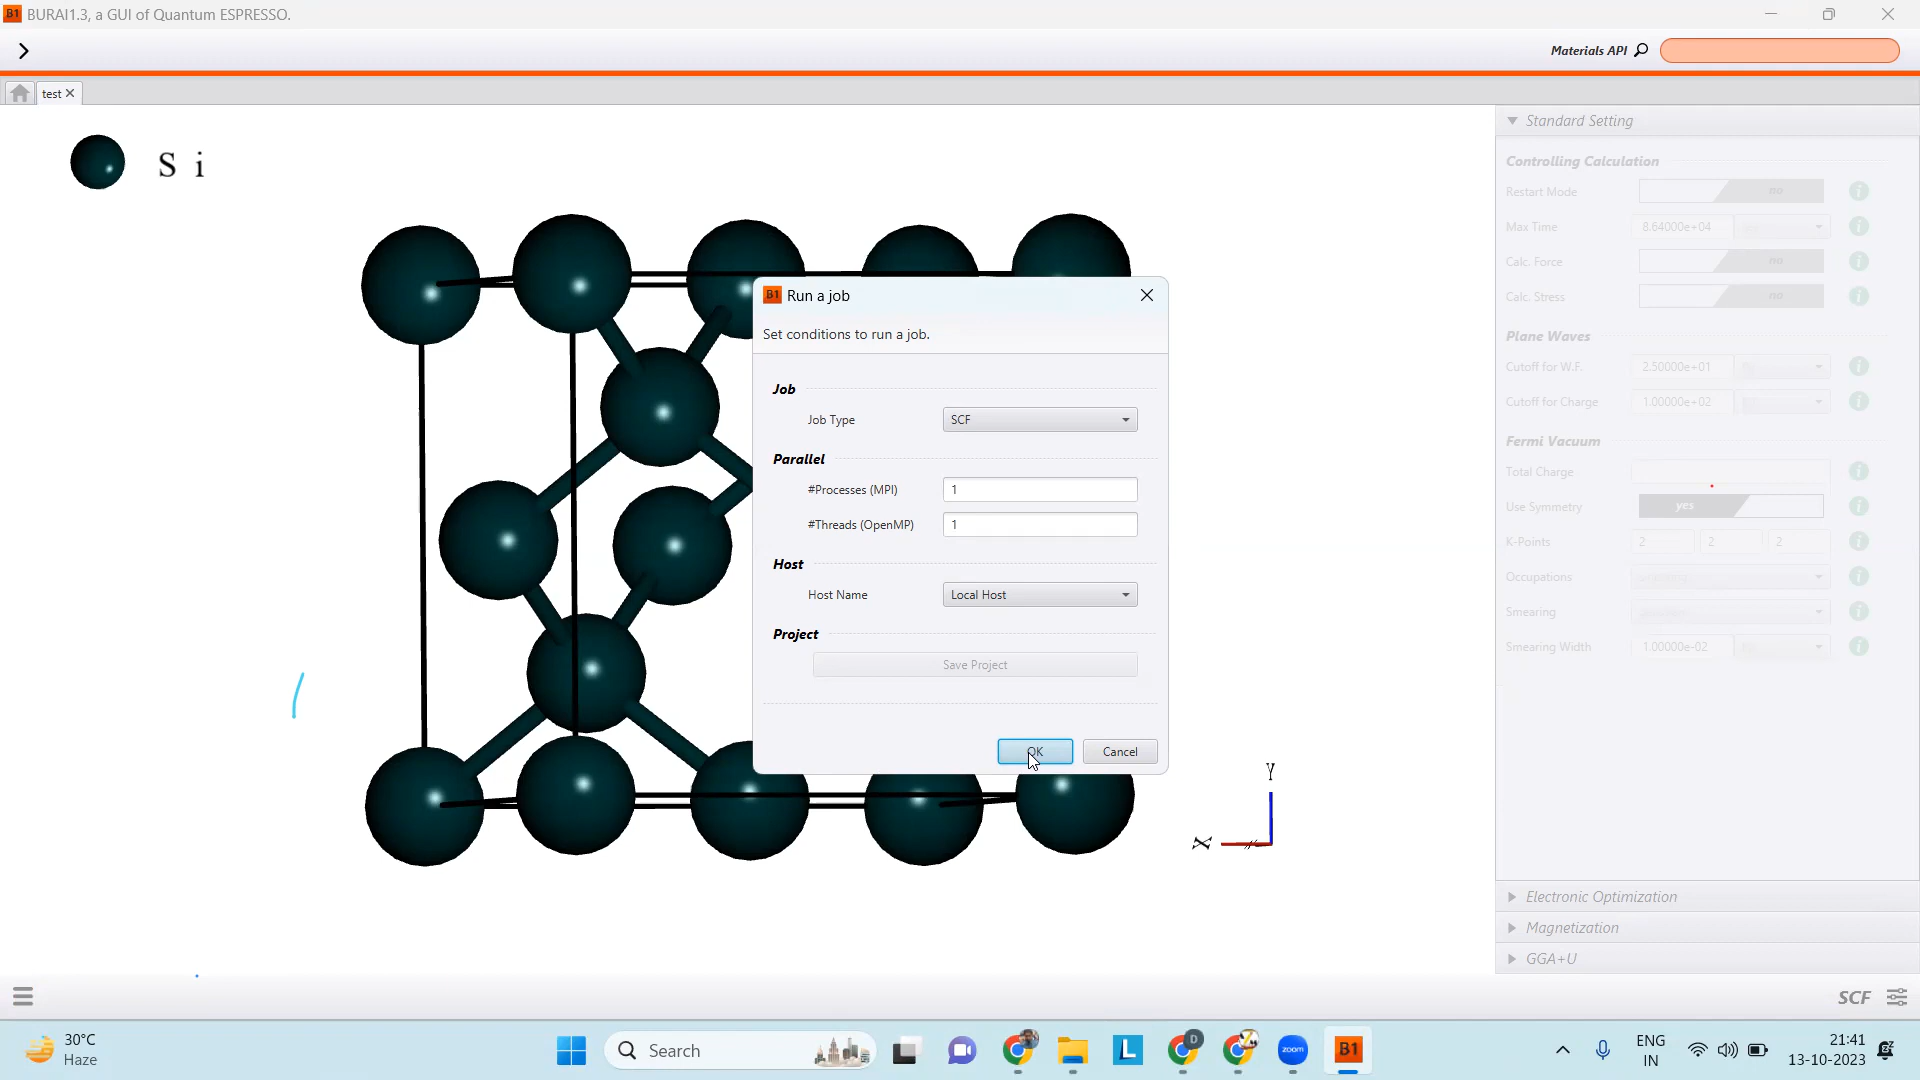 B1 BURAI1.3, a GUI of Quantum ESPRESSO.
Materials API
test
S i
Standard Setting
Controlling Calculation
Restart Mode no
Max Time 8.64000e+04
Calc. Force no
Calc. Stress no
Plane Waves
Cutoff for W.F. 2.50000e+01
Cutoff for Charge 1.00000e+02
Fermi Vacuum
Total Charge
Use Symmetry yes
K-Points 2 2 2
Occupations
Smearing
Smearing Width 1.00000e-02
Electronic Optimization
Magnetization
GGA+U
B1 Run a job
Set conditions to run a job.
Job
Job Type SCF
Parallel
#Processes (MPI) 1
#Threads (OpenMP) 1
Host
Host Name Local Host
Project
Save Project
OK Cancel
Y
X
SCF
30°C
Haze
Search
L
D
zoom
B1
ENG
IN
21:41
13-10-2023